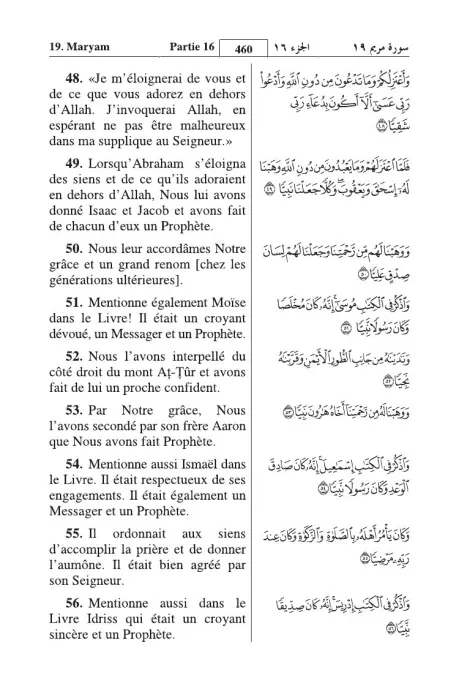 19. Maryam Partie 16 460 الجزء ١٦ سورة مريم ١٩
48. «Je m’éloignerai de vous et
de ce que vous adorez en dehors
d’Allah. J’invoquerai Allah, en
espérant ne pas être malheureux
dans ma supplique au Seigneur.»
49. Lorsqu’Abraham s’éloigna
des siens et de ce qu’ils adoraient
en dehors d’Allah, Nous lui avons
donné Isaac et Jacob et avons fait
de chacun d’eux un Prophète.
50. Nous leur accordâmes Notre
grâce et un grand renom [chez les
générations ultérieures].
51. Mentionne également Moïse
dans le Livre! Il était un croyant
dévoué, un Messager et un Prophète.
52. Nous l’avons interpellé du
côté droit du mont Aṭ-Ṭûr et avons
fait de lui un proche confident.
53. Par Notre grâce, Nous
l’avons secondé par son frère Aaron
que Nous avons fait Prophète.
54. Mentionne aussi Ismaël dans
le Livre. Il était respectueux de ses
engagements. Il était également un
Messager et un Prophète.
55. Il ordonnait aux siens
d’accomplir la prière et de donner
l’aumône. Il était bien agréé par
son Seigneur.
56. Mentionne aussi dans le
Livre Idriss qui était un croyant
sincère et un Prophète.
وَأَعْتَزِلُكُمْ وَمَا تَدْعُونَ مِن دُونِ ٱللَّهِ وَأَدْعُوا۟
رَبِّى عَسَىٰٓ أَلَّآ أَكُونَ بِدُعَآءِ رَبِّى
شَقِيًّا ٤٨
فَلَمَّا ٱعْتَزَلَهُمْ وَمَا يَعْبُدُونَ مِن دُونِ ٱللَّهِ وَهَبْنَا
لَهُۥٓ إِسْحَٰقَ وَيَعْقُوبَ ۖ وَكُلًّا جَعَلْنَا نَبِيًّا ٤٩
وَوَهَبْنَا لَهُم مِّن رَّحْمَتِنَا وَجَعَلْنَا لَهُمْ لِسَانَ
صِدْقٍ عَلِيًّا ٥٠
وَٱذْكُرْ فِى ٱلْكِتَٰبِ مُوسَىٰٓ ۚ إِنَّهُۥ كَانَ مُخْلَصًا
وَكَانَ رَسُولًا نَّبِيًّا ٥١
وَنَٰدَيْنَٰهُ مِن جَانِبِ ٱلطُّورِ ٱلْأَيْمَنِ وَقَرَّبْنَٰهُ
نَجِيًّا ٥٢
وَوَهَبْنَا لَهُۥ مِن رَّحْمَتِنَآ أَخَاهُ هَٰرُونَ نَبِيًّا ٥٣
وَٱذْكُرْ فِى ٱلْكِتَٰبِ إِسْمَٰعِيلَ ۚ إِنَّهُۥ كَانَ صَادِقَ
ٱلْوَعْدِ وَكَانَ رَسُولًا نَّبِيًّا ٥٤
وَكَانَ يَأْمُرُ أَهْلَهُۥ بِٱلصَّلَوٰةِ وَٱلزَّكَوٰةِ وَكَانَ عِندَ
رَبِّهِۦ مَرْضِيًّا ٥٥
وَٱذْكُرْ فِى ٱلْكِتَٰبِ إِدْرِيسَ ۚ إِنَّهُۥ كَانَ صِدِّيقًا
نَّبِيًّا ٥٦